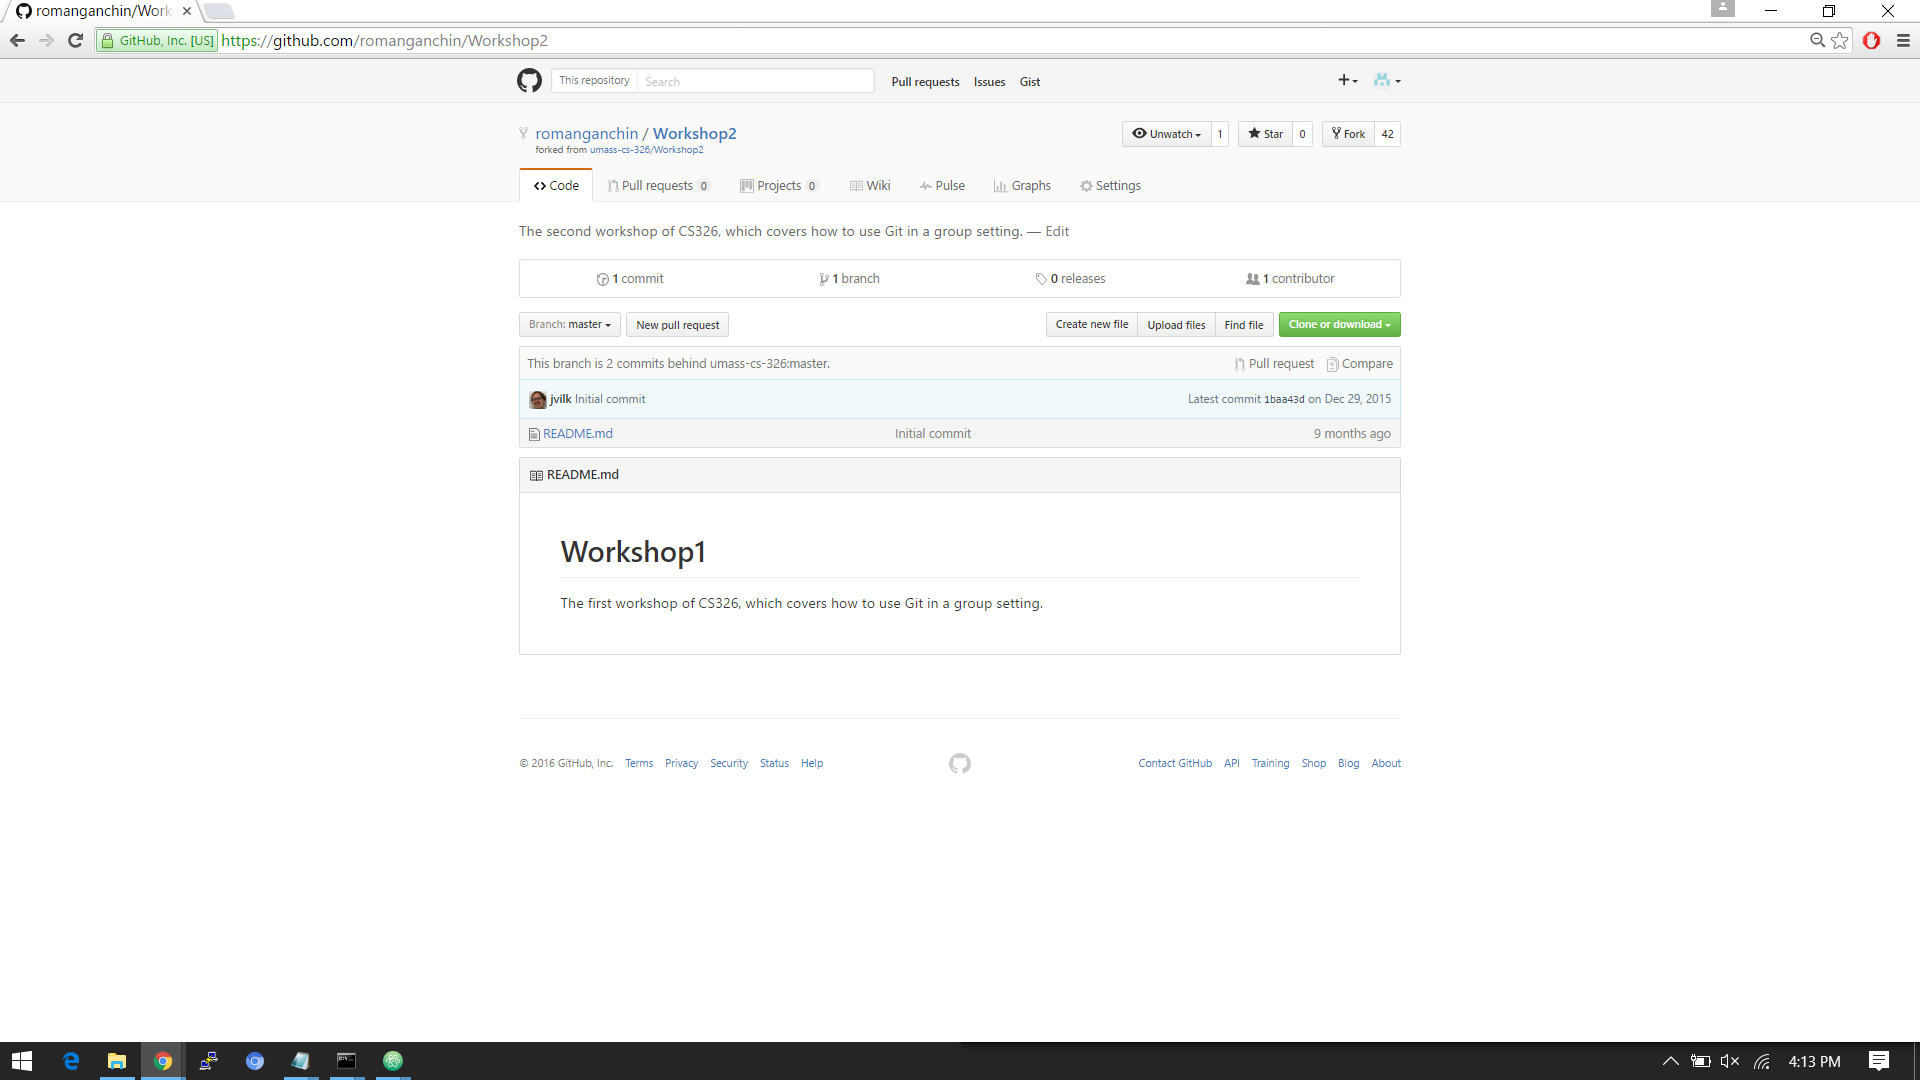 romanganchin/Work
GitHub, Inc. [US] https://github.com/romanganchin/Workshop2
This repository Search Pull requests Issues Gist
romanganchin / Workshop2
forked from umass-cs-326/Workshop2
Unwatch 1 Star 0 Fork 42
Code Pull requests 0 Projects 0 Wiki Pulse Graphs Settings
The second workshop of CS326, which covers how to use Git in a group setting. — Edit
1 commit 1 branch 0 releases 1 contributor
Branch: master New pull request Create new file Upload files Find file Clone or download
This branch is 2 commits behind umass-cs-326:master. Pull request Compare
jvilk Initial commit Latest commit 1baa43d on Dec 29, 2015
README.md Initial commit 9 months ago
README.md
Workshop1
The first workshop of CS326, which covers how to use Git in a group setting.
© 2016 GitHub, Inc. Terms Privacy Security Status Help Contact GitHub API Training Shop Blog About
4:13 PM